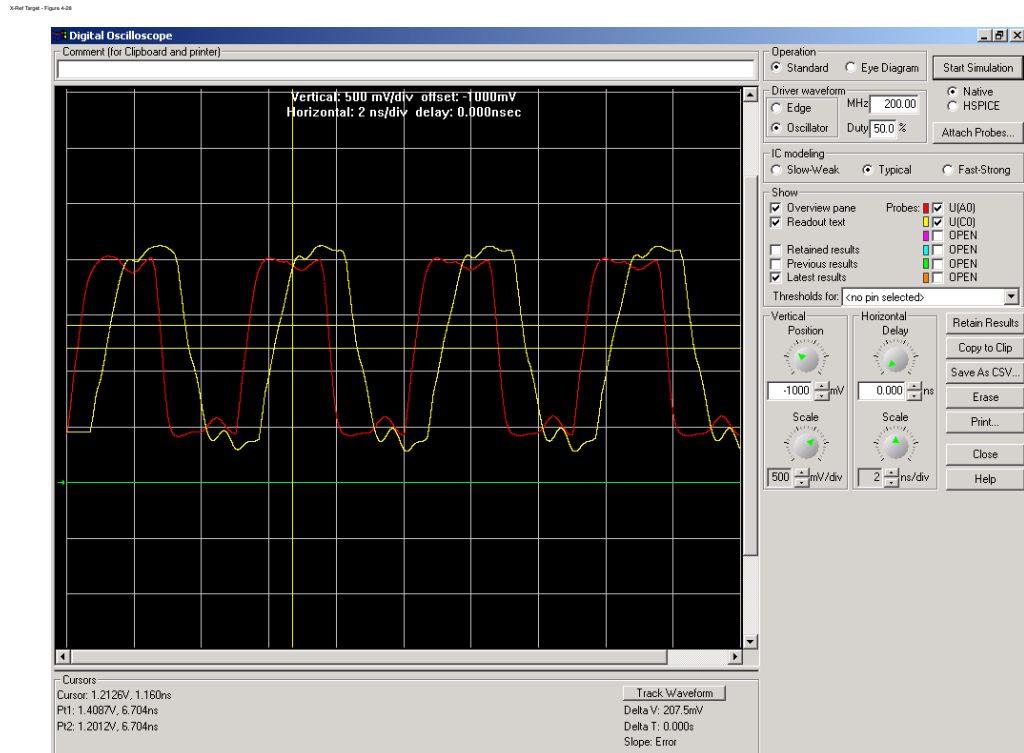 X-Ref Target - Figure 4-28
Digital Oscilloscope
Comment (for Clipboard and printer)
Vertical: 500 mV/div offset: -1000mV
Horizontal: 2 ns/div delay: 0.000nsec
Operation
Standard
Eye Diagram
Start Simulation
Driver waveform
Edge
Oscillator
MHz 200.00
Duty 50.0 %
Native
HSPICE
Attach Probes...
IC modeling
Slow-Weak
Typical
Fast-Strong
Show
Overview pane
Readout text
Retained results
Previous results
Latest results
Probes:
U(A0)
U(C0)
OPEN
OPEN
OPEN
OPEN
Thresholds for: <no pin selected>
Vertical
Position
-1000 mV
Scale
500 mV/div
Horizontal
Delay
0.000 ns
Scale
2 ns/div
Retain Results
Copy to Clip
Save As CSV...
Erase
Print...
Close
Help
Cursors
Cursor: 1.2126V, 1.160ns
Pt1: 1.4087V, 6.704ns
Pt2: 1.2012V, 6.704ns
Track Waveform
Delta V: 207.5mV
Delta T: 0.000s
Slope: Error